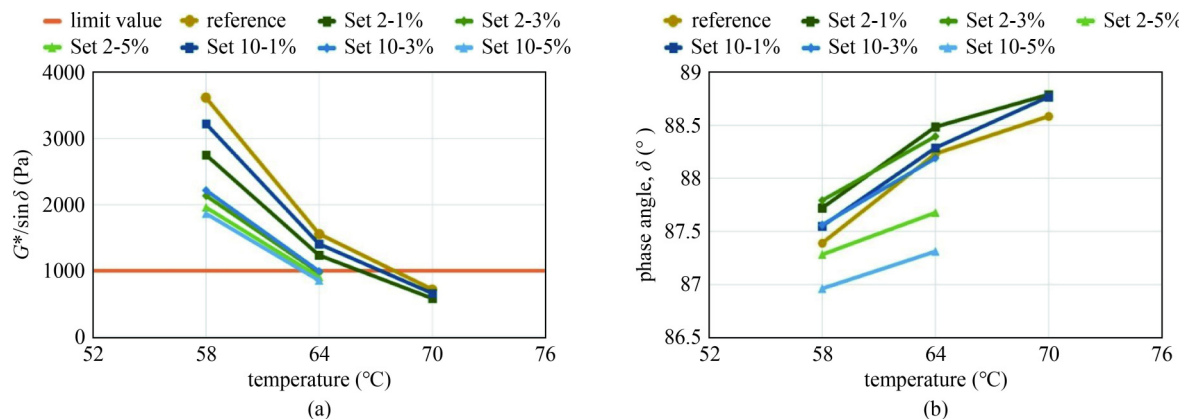 limit value reference Set 2-1% Set 2-3%
Set 2-5% Set 10-1% Set 10-3% Set 10-5%
4000
3000
2000
1000
0
G*/sin δ (Pa)
52 58 64 70 76
temperature (°C)
(a)
reference Set 2-1% Set 2-3% Set 2-5%
Set 10-1% Set 10-3% Set 10-5%
89
88.5
88
87.5
87
86.5
phase angle, δ (°)
52 58 64 70 76
temperature (°C)
(b)